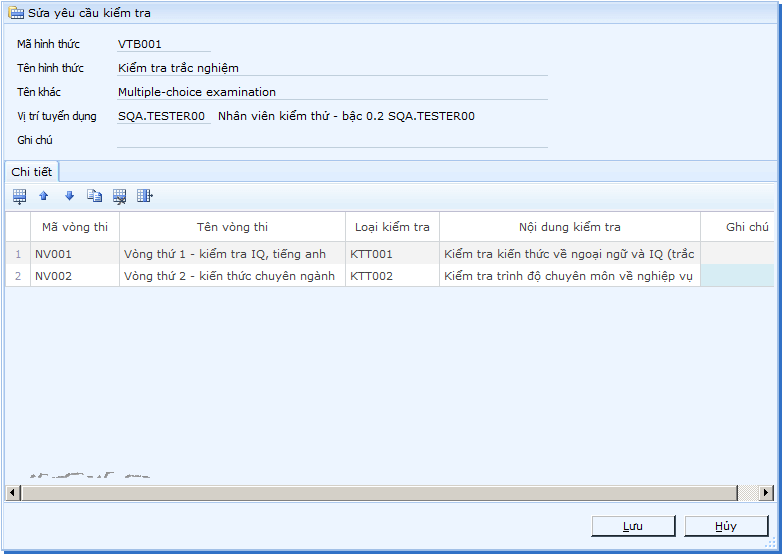 Sửa yêu cầu kiểm tra
Mã hình thức VTB001
Tên hình thức Kiểm tra trắc nghiệm
Tên khác Multiple-choice examination
Vị trí tuyển dụng SQA.TESTER00 Nhân viên kiểm thử - bậc 0.2 SQA.TESTER00
Ghi chú
Chi tiết
Mã vòng thi Tên vòng thi Loại kiểm tra Nội dung kiểm tra Ghi chú
1 NV001 Vòng thứ 1 - kiểm tra IQ, tiếng anh KTT001 Kiểm tra kiến thức về ngoại ngữ và IQ (trắc
2 NV002 Vòng thứ 2 - kiến thức chuyên ngành KTT002 Kiểm tra trình độ chuyên môn về nghiệp vụ
Lưu Hủy